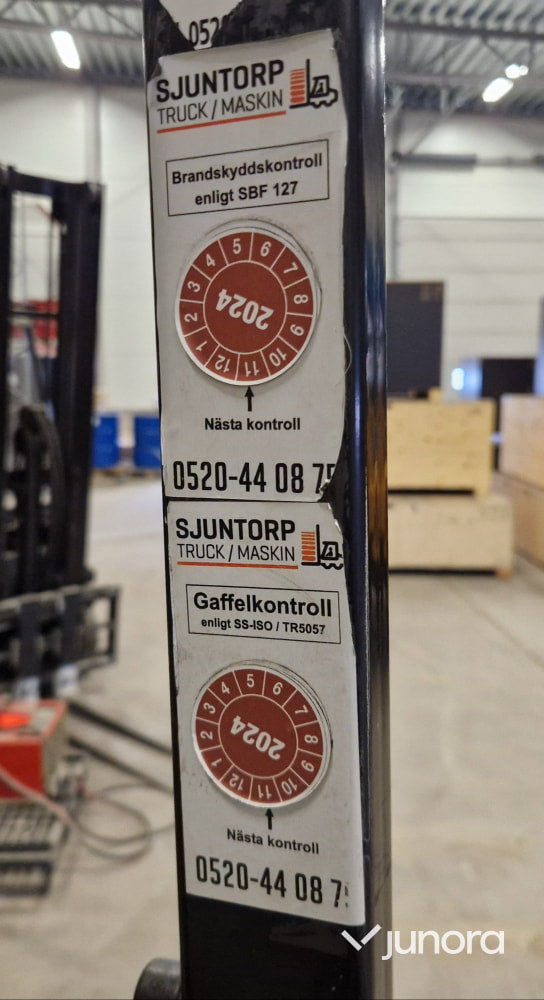 0520
SJUNTORP
TRUCK / MASKIN
Brandskyddskontroll
enligt SBF 127
1 2 3 4 5 6 7 8 9 10 11 12
2024
Nästa kontroll
0520-44 08 75
SJUNTORP
TRUCK / MASKIN
Gaffelkontroll
enligt SS-ISO / TR5057
1 2 3 4 5 6 7 8 9 10 11 12
2024
Nästa kontroll
0520-44 08 7
junora